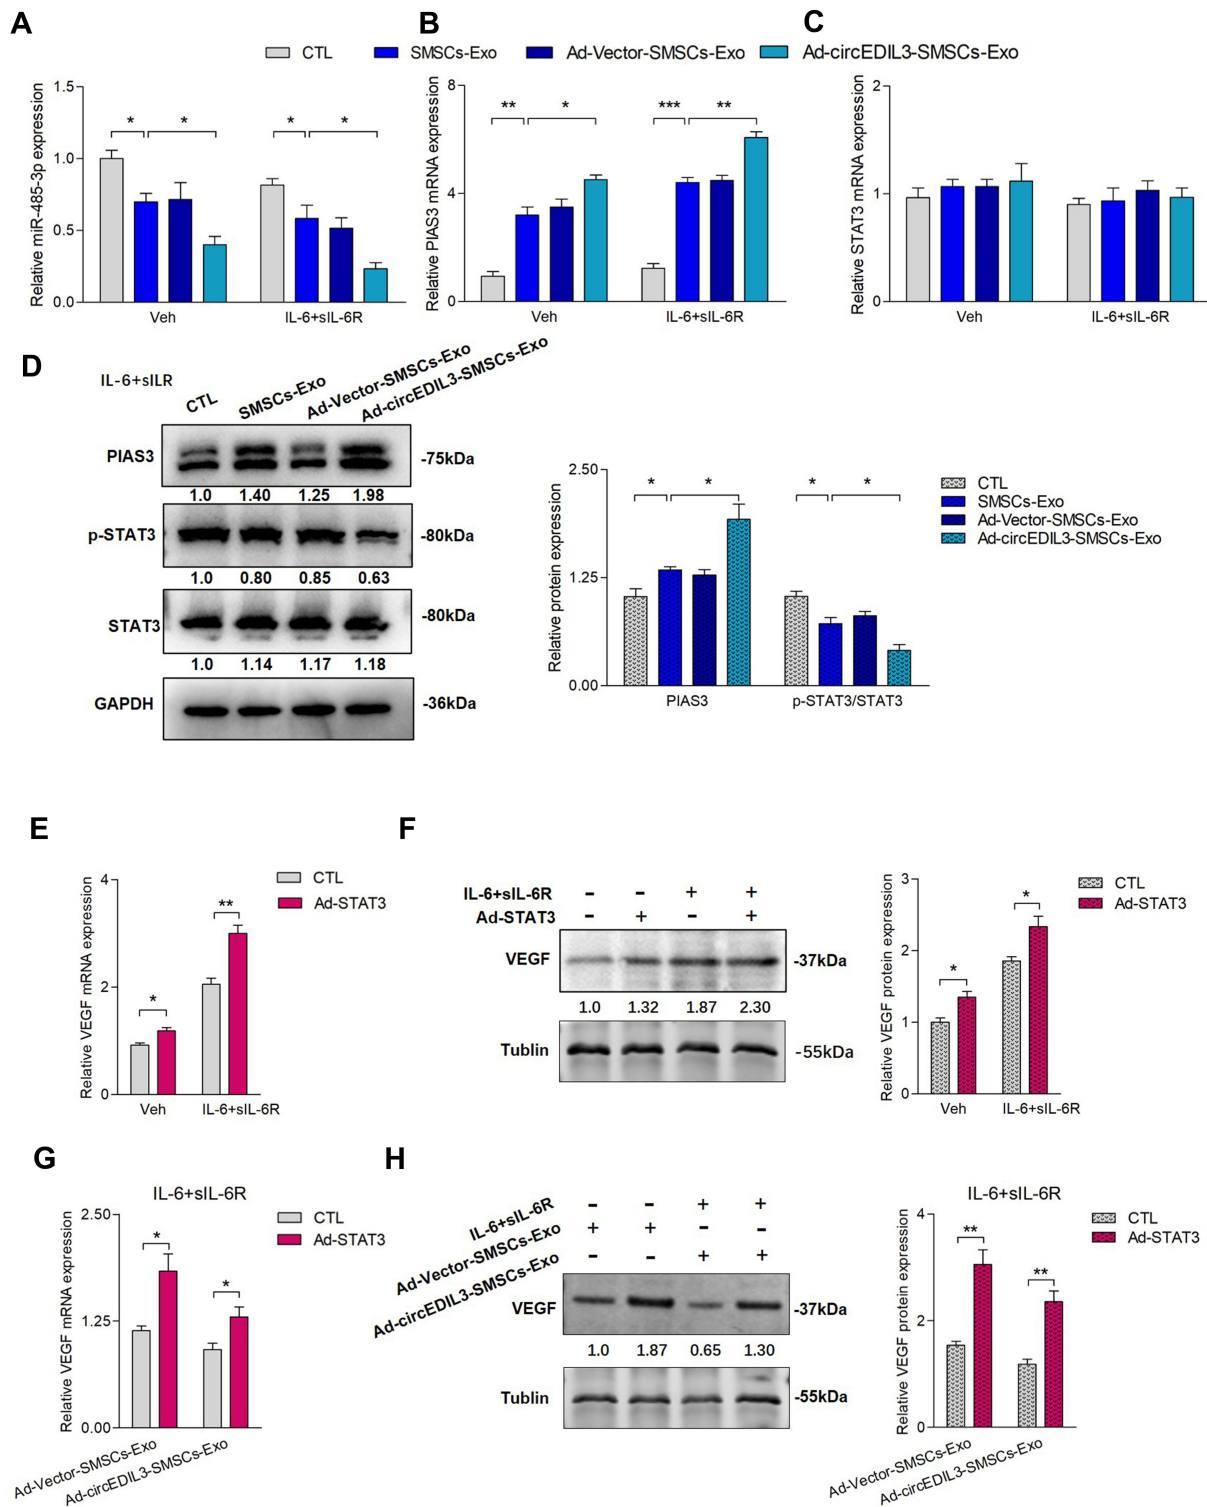 A
B
C
CTL SMSCs-Exo Ad-Vector-SMSCs-Exo Ad-circEDIL3-SMSCs-Exo
Relative miR-485-3p expression
1.5
1.0
0.5
0.0
* * * *
Veh IL-6+sIL-6R
Relative PIAS3 mRNA expression
8
4
0
** * *** **
Veh IL-6+sIL-6R
Relative STAT3 mRNA expression
2
1
0
Veh IL-6+sIL-6R
D
IL-6+sILR
CTL
SMSCs-Exo
Ad-Vector-SMSCs-Exo
Ad-circEDIL3-SMSCs-Exo
PIAS3 -75kDa
1.0 1.40 1.25 1.98
p-STAT3 -80kDa
1.0 0.80 0.85 0.63
STAT3 -80kDa
1.0 1.14 1.17 1.18
GAPDH -36kDa
Relative protein expression
2.50
1.25
0.00
* * * *
PIAS3 p-STAT3/STAT3
CTL
SMSCs-Exo
Ad-Vector-SMSCs-Exo
Ad-circEDIL3-SMSCs-Exo
E
Relative VEGF mRNA expression
4
2
0
* **
Veh IL-6+sIL-6R
CTL
Ad-STAT3
F
IL-6+sIL-6R - - + +
Ad-STAT3 - + - +
VEGF -37kDa
1.0 1.32 1.87 2.30
Tublin -55kDa
Relative VEGF protein expression
3
2
1
0
* *
Veh IL-6+sIL-6R
CTL
Ad-STAT3
G
IL-6+sIL-6R
Relative VEGF mRNA expression
2.50
1.25
0.00
* *
Ad-Vector-SMSCs-Exo
Ad-circEDIL3-SMSCs-Exo
CTL
Ad-STAT3
H
IL-6+sIL-6R - - + +
Ad-Vector-SMSCs-Exo + + - -
Ad-circEDIL3-SMSCs-Exo - - + +
VEGF -37kDa
1.0 1.87 0.65 1.30
Tublin -55kDa
IL-6+sIL-6R
Relative VEGF protein expression
4
2
0
** **
Ad-Vector-SMSCs-Exo
Ad-circEDIL3-SMSCs-Exo
CTL
Ad-STAT3